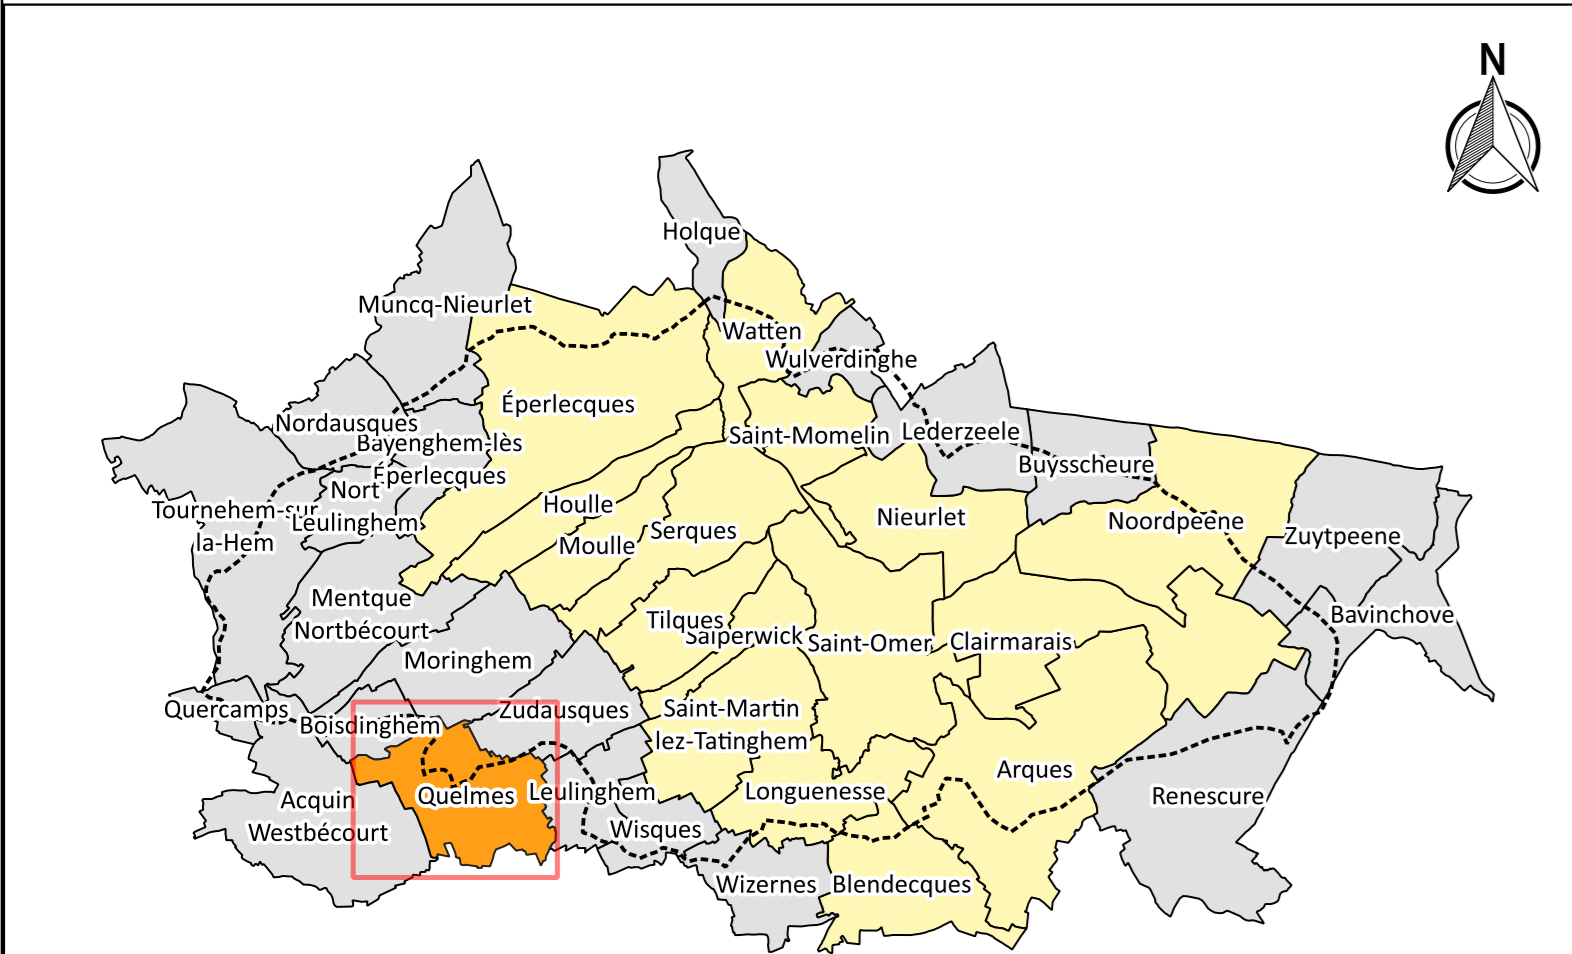 N
Holque
Muncq-Nieurlet
Watten
Wulverdinghe
Éperlecques
Nordausques
Bayenghem-lès
Éperlecques
Saint-Momelin
Lederzeele
Buysscheure
Nort
Leulinghem
Tournehem-sur
la-Hem
Houlle
Moulle
Serques
Nieurlet
Noordpeene
Zuytpeene
Mentque
Nortbécourt
Tilques
Salperwick
Saint-Omer
Clairmarais
Bavinchove
Moringhem
Quercamps
Boisdinghem
Zudausques
Saint-Martin
lez-Tatinghem
Arques
Acquin
Westbécourt
Quelmes
Leulinghem
Longuenesse
Renescure
Wisques
Wizernes
Blendecques